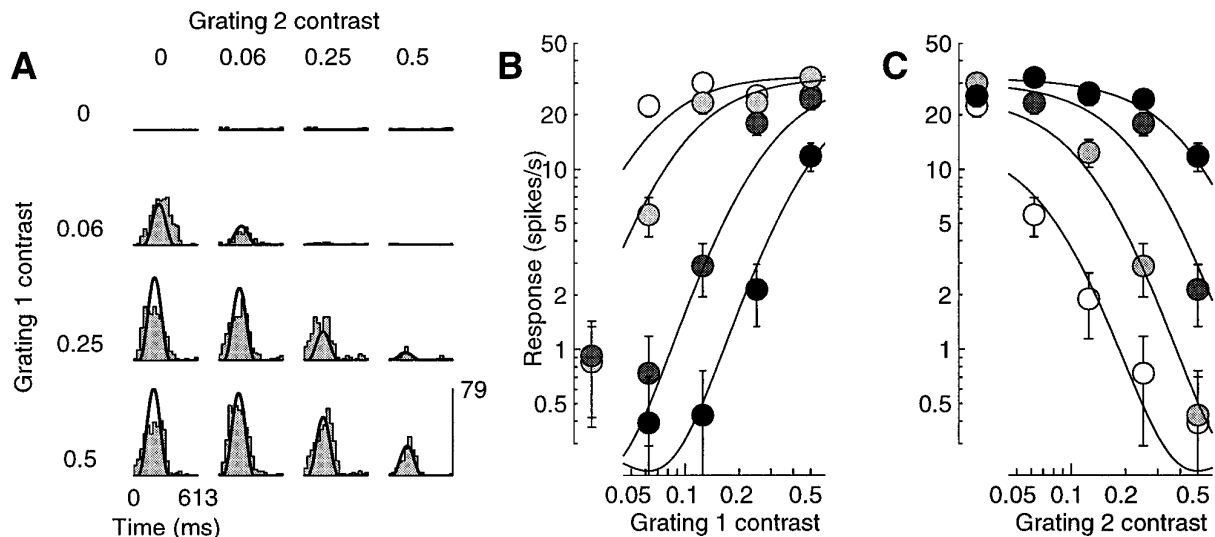 Grating 2 contrast
A
0 0.06 0.25 0.5
Grating 1 contrast
0
0.06
0.25
0.5
79
0 613
Time (ms)
B
Response (spikes/s)
50
20
10
5
2
1
0.5
0.05 0.1 0.2 0.5
Grating 1 contrast
C
50
20
10
5
2
1
0.5
0.05 0.1 0.2 0.5
Grating 2 contrast